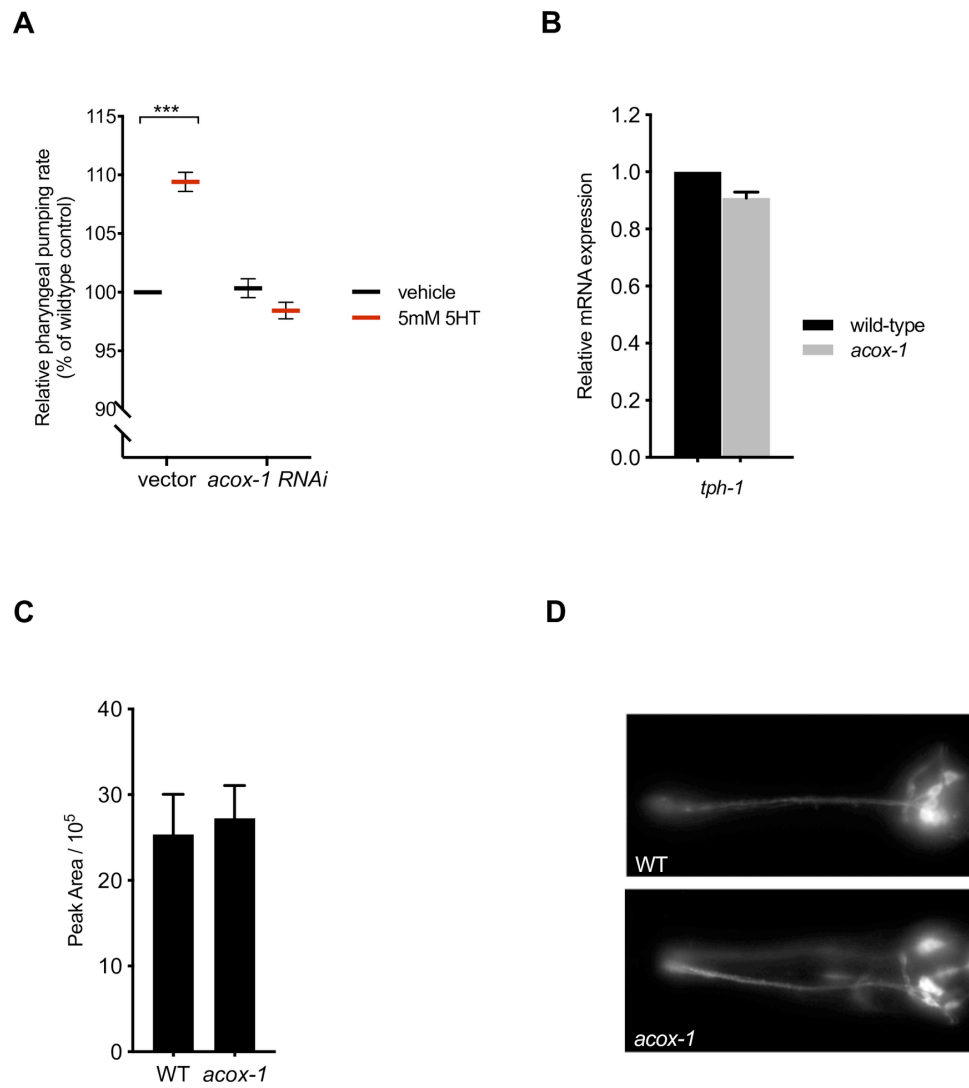 A
Relative pharyngeal pumping rate
(% of wildtype control)
115
110
105
100
95
90
***
vector
acox-1 RNAi
vehicle
5mM 5HT
B
Relative mRNA expression
1.2
1.0
0.8
0.6
0.4
0.2
0.0
tph-1
wild-type
acox-1
C
Peak Area / 10⁵
40
30
20
10
0
WT
acox-1
D
WT
acox-1